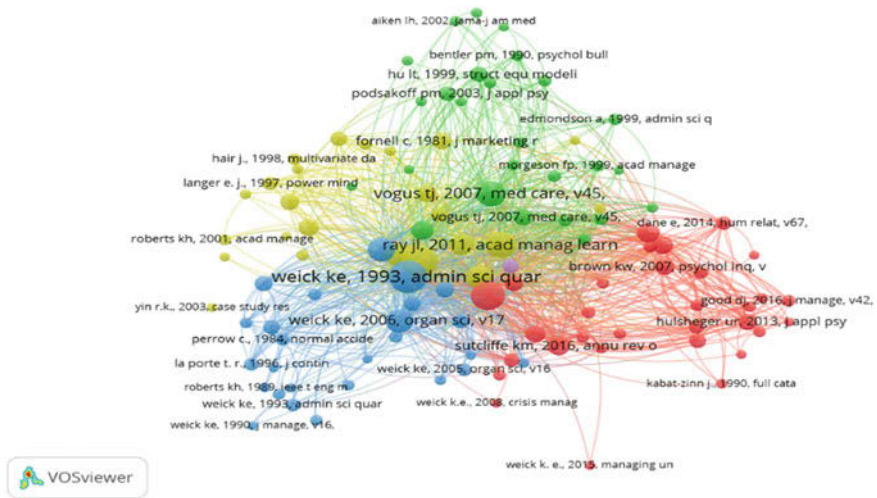 aiken lh, 2002, jama-j am med
bentler pm, 1990, psychol bull
hu lt, 1999, struct equ modeli
podsakoff pm, 2003, j appl psy
edmondson a, 1999, admin sci q
fornell c, 1981, j marketing r
hair j., 1998, multivariate da
morgeson fp, 1999, acad manage
langer e. j., 1997, power mind
vogus tj, 2007, med care, v45,
vogus tj, 2007, med care, v45,
dane e, 2014, hum relat, v67,
roberts kh, 2001, acad manage
ray jl, 2011, acad manag learn
brown kw, 2007, psychol inq, v
weick ke, 1993, admin sci quar
yin r.k., 2003, case study res
good dj, 2016, j manage, v42,
weick ke, 2006, organ sci, v17
hulsheger ur, 2013, j appl psy
perrow c., 1984, normal accide
sutcliffe km, 2016, annu rev o
la porte t. r., 1996, j contin
weick ke, 2005, organ sci, v16
roberts kh, 1989, ieee t eng m
kabat-zinn j., 1990, full cata
weick ke, 1993, admin sci quar
weick k.e., 2008, crisis manag
weick ke, 1990, j manage, v16,
weick k. e., 2015, managing un
VOSviewer